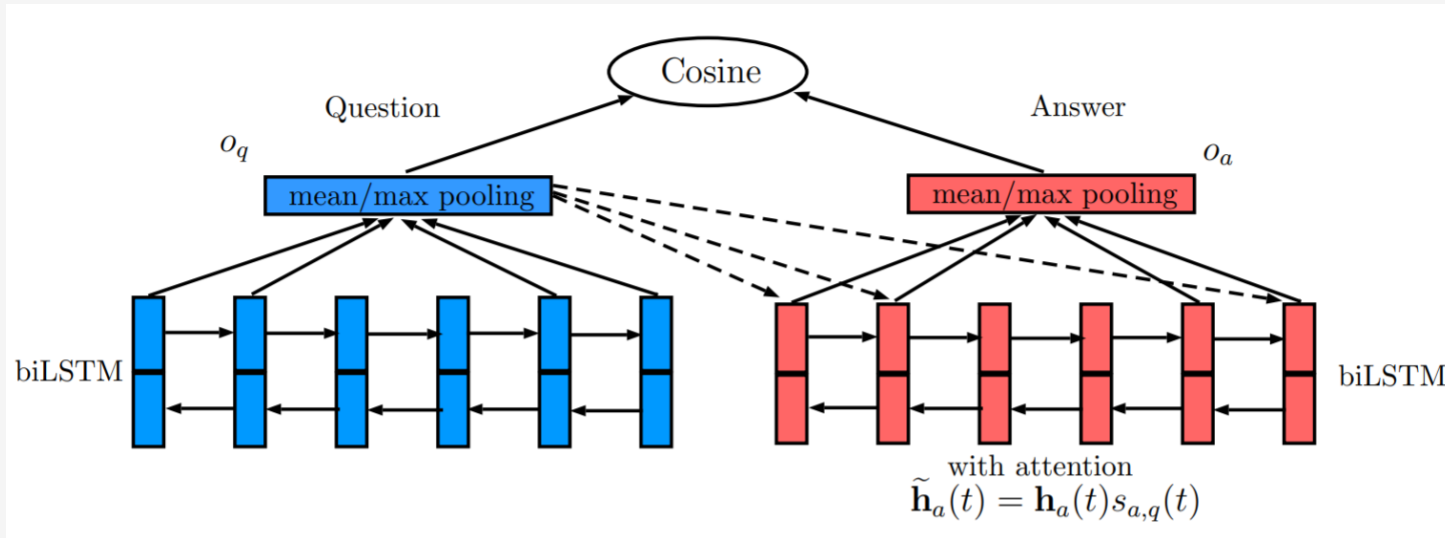 Cosine
Question
Answer
o_q
o_a
mean/max pooling
mean/max pooling
biLSTM
biLSTM
with attention
h̃_a(t) = h_a(t)s_{a,q}(t)